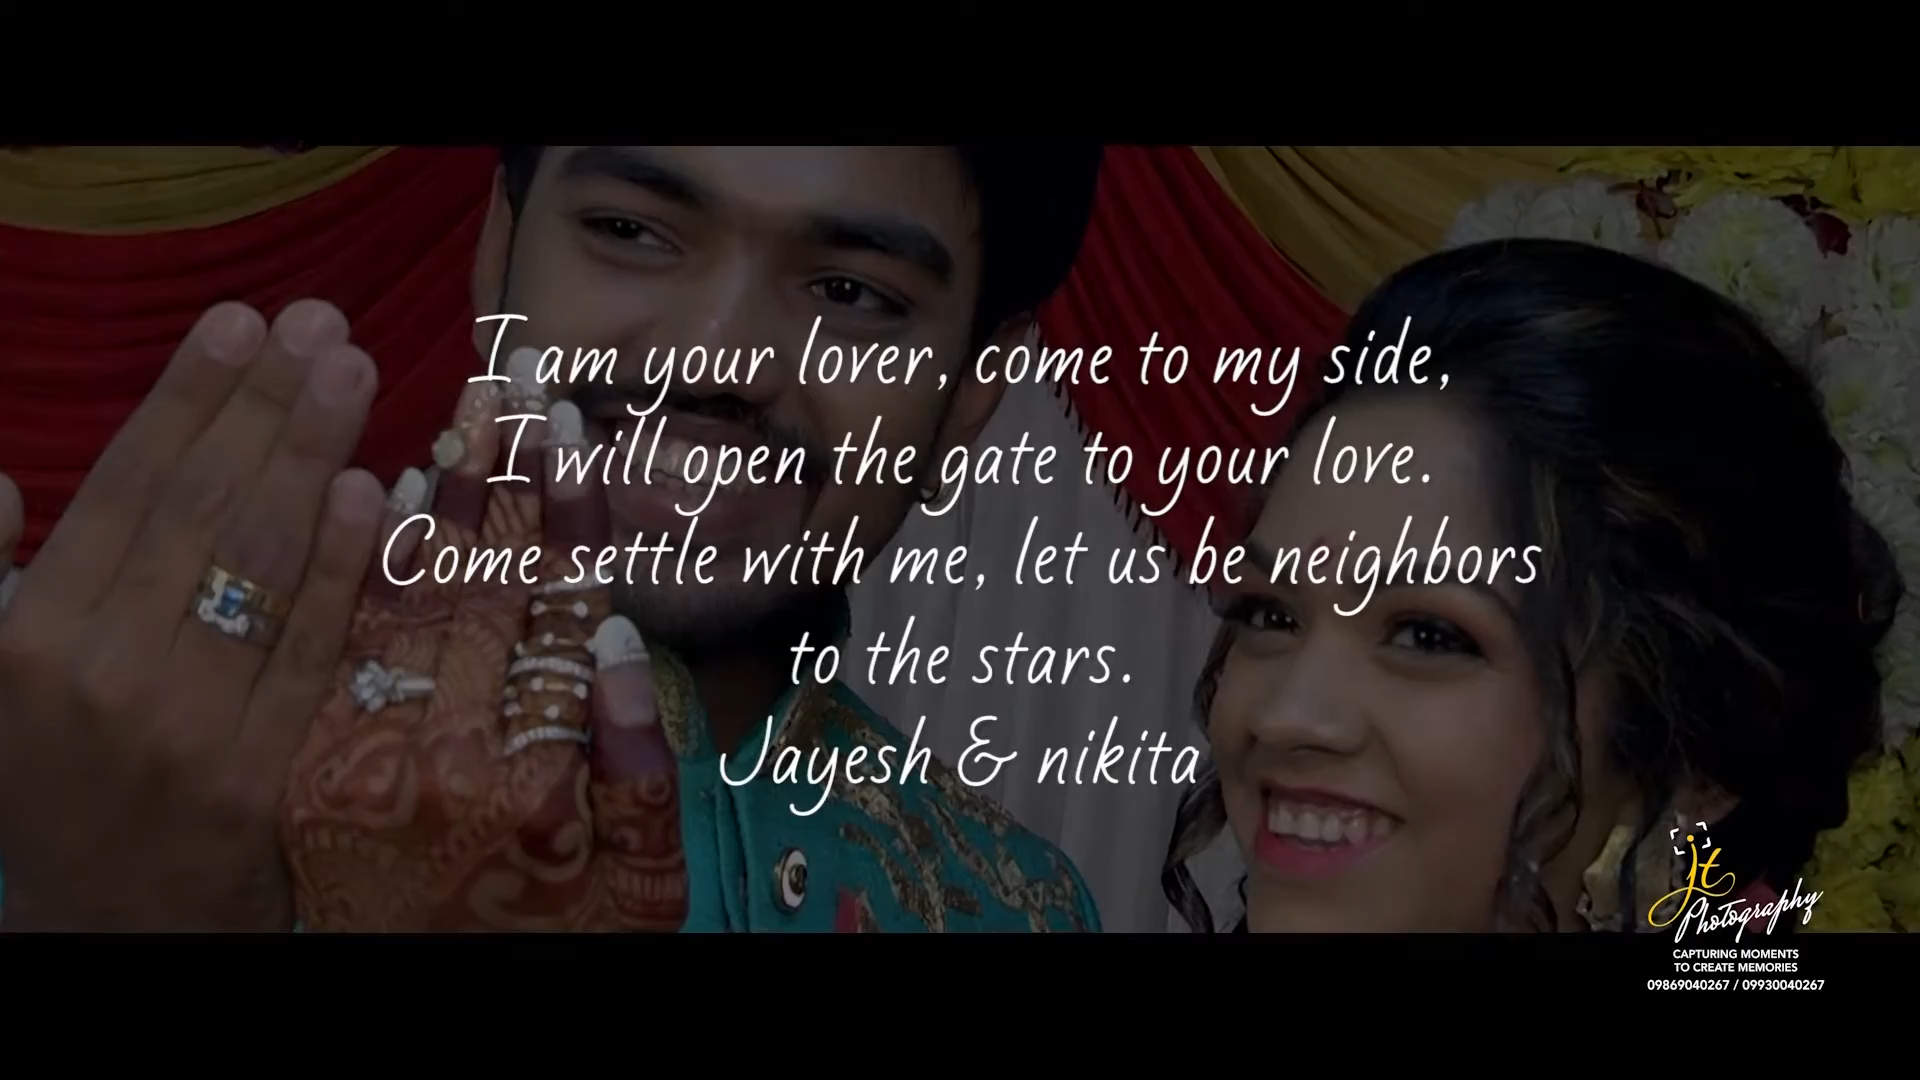 I am your lover, come to my side,
I will open the gate to your love.
Come settle with me, let us be neighbors
to the stars.
Jayesh & nikita
jt
Photography
CAPTURING MOMENTS
TO CREATE MEMORIES
09869040267 / 09930040267